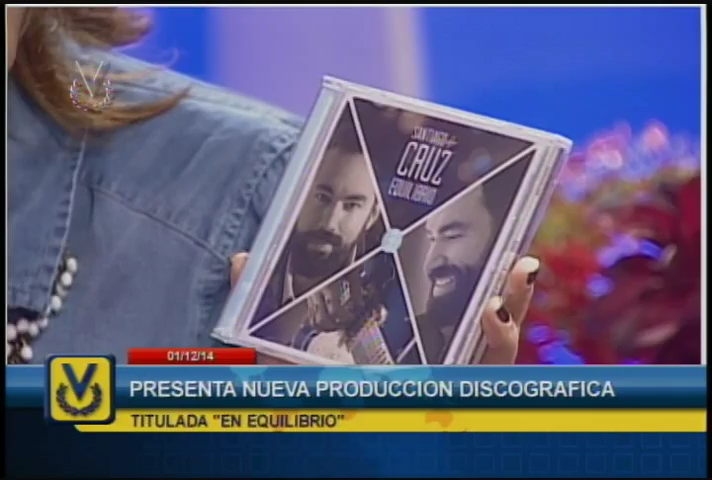 SANTIAGO
CRUZ
EQUILIBRIO
01/12/14
PRESENTA NUEVA PRODUCCION DISCOGRAFICA
V
TITULADA "EN EQUILIBRIO"